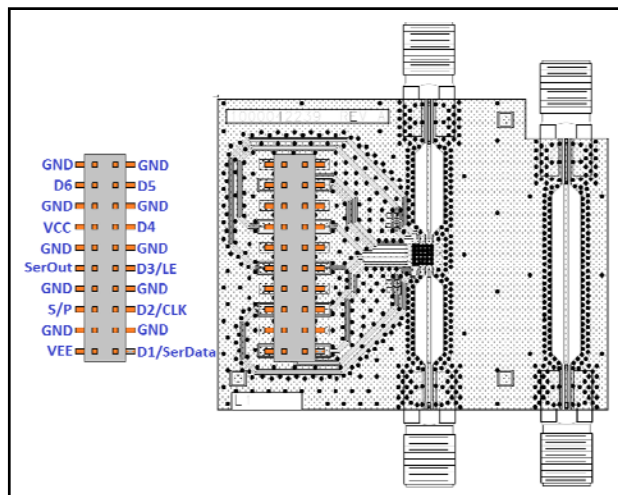 GND GND
D6 D5
GND GND
VCC D4
GND GND
SerOut D3/LE
GND GND
S/P D2/CLK
GND GND
VEE D1/SerData